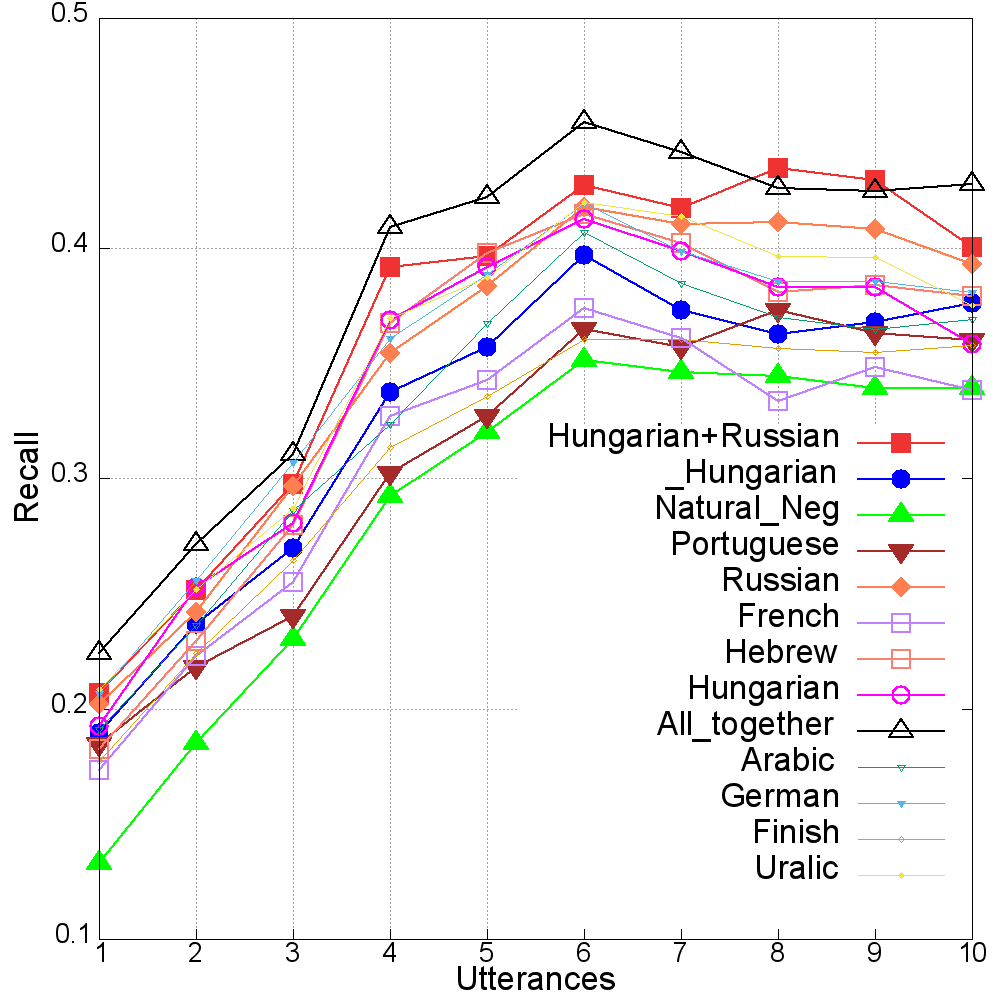 0.5
0.4
0.3
0.2
0.1
Recall
Hungarian+Russian
_Hungarian
Natural_Neg
Portuguese
Russian
French
Hebrew
Hungarian
All_together
Arabic
German
Finish
Uralic
1 2 3 4 5 6 7 8 9 10
Utterances